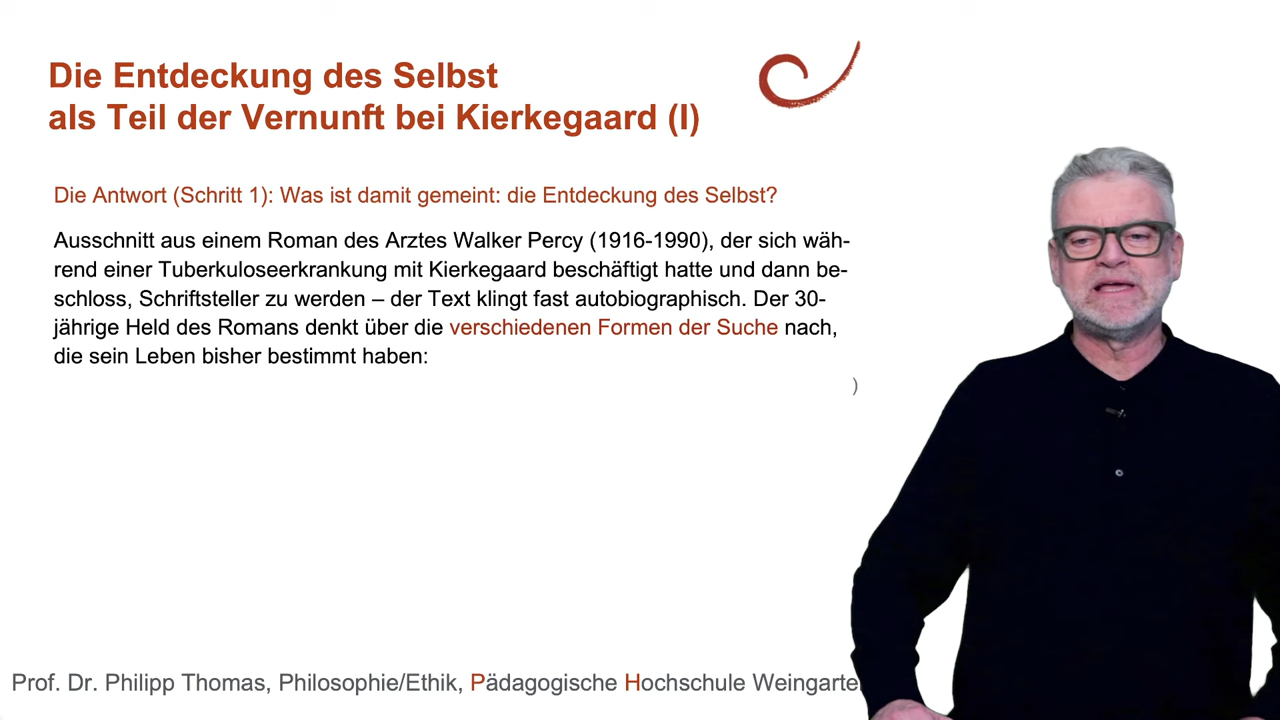 Die Entdeckung des Selbst
als Teil der Vernunft bei Kierkegaard (I)
Die Antwort (Schritt 1): Was ist damit gemeint: die Entdeckung des Selbst?
Ausschnitt aus einem Roman des Arztes Walker Percy (1916-1990), der sich wäh-
rend einer Tuberkuloseerkrankung mit Kierkegaard beschäftigt hatte und dann be-
schloss, Schriftsteller zu werden – der Text klingt fast autobiographisch. Der 30-
jährige Held des Romans denkt über die verschiedenen Formen der Suche nach,
die sein Leben bisher bestimmt haben:
)
Prof. Dr. Philipp Thomas, Philosophie/Ethik, Pädagogische Hochschule Weingarte